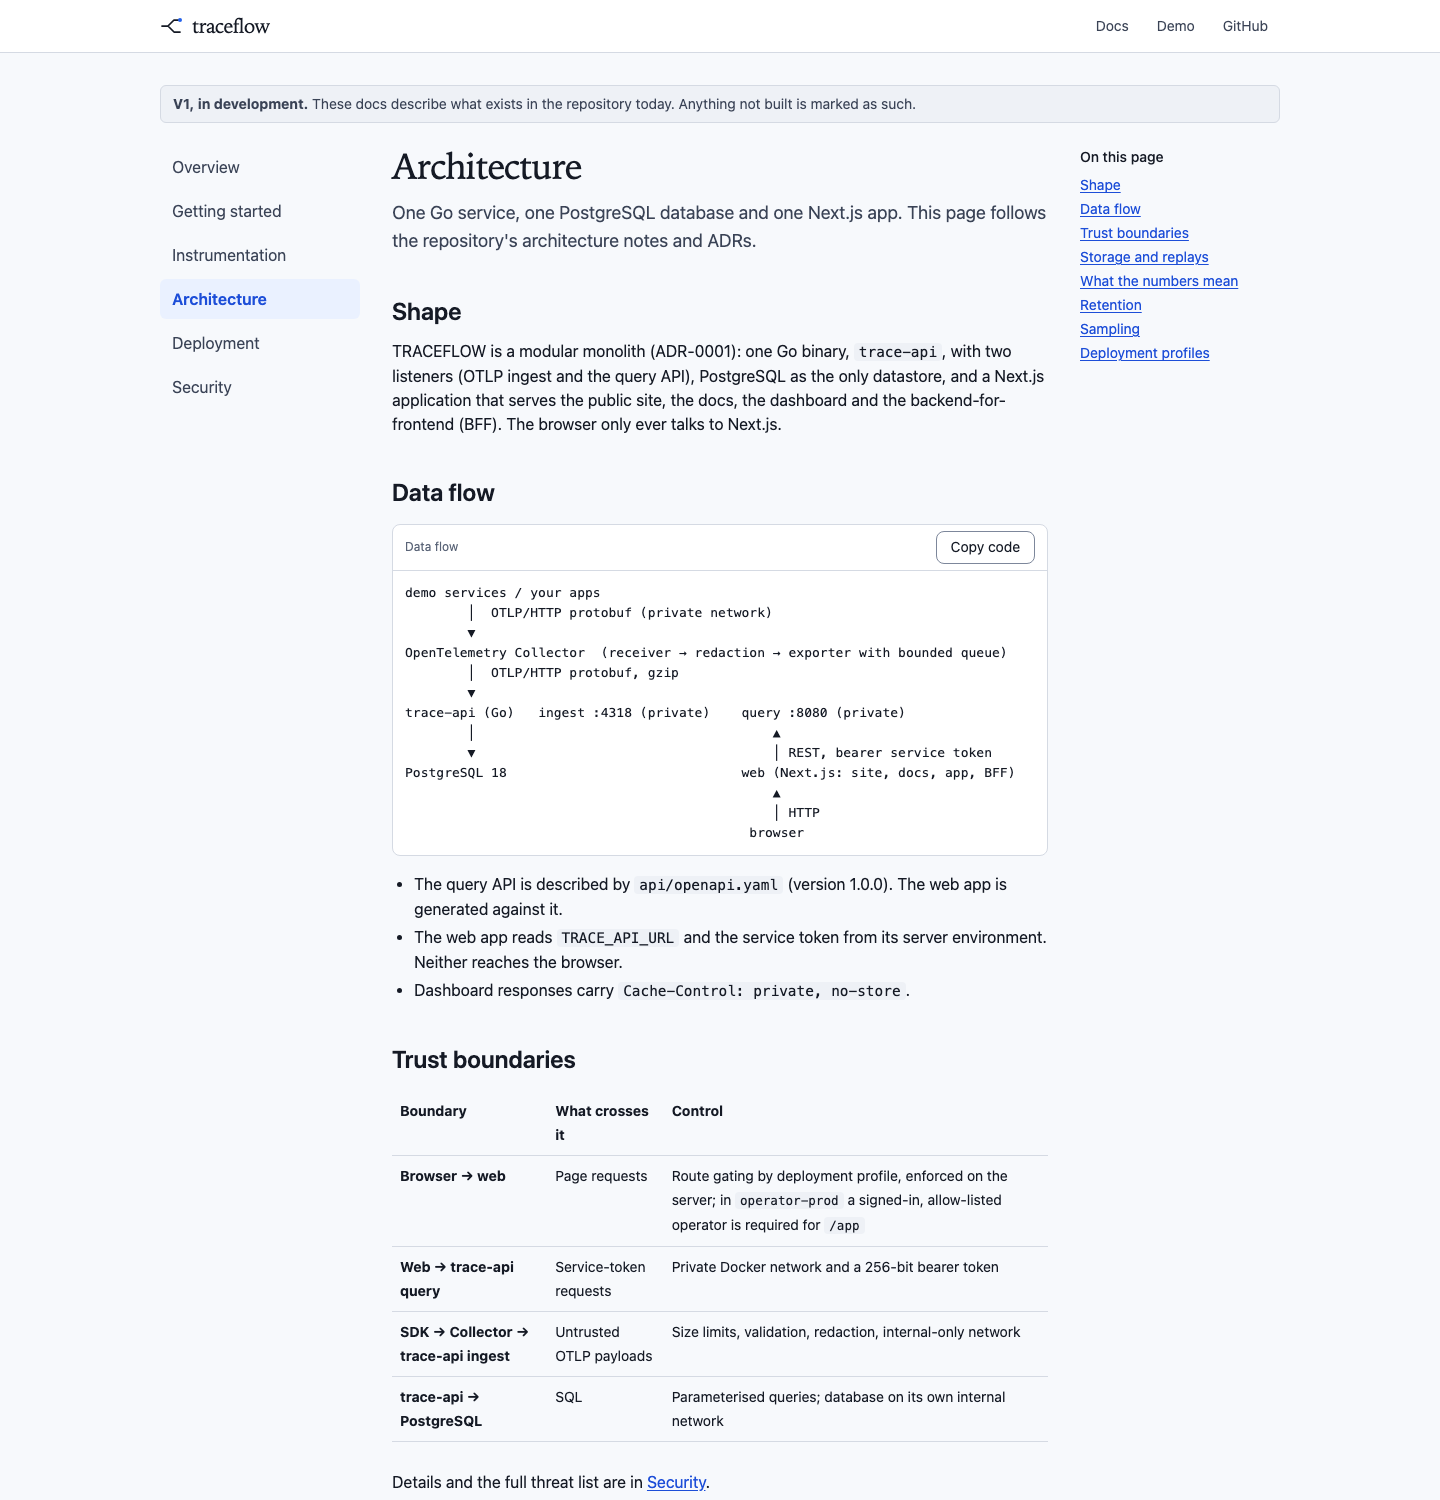 traceflow
Docs Demo GitHub
V1, in development. These docs describe what exists in the repository today. Anything not built is marked as such.
Overview
Getting started
Instrumentation
Architecture
Deployment
Security
Architecture
One Go service, one PostgreSQL database and one Next.js app. This page follows
the repository's architecture notes and ADRs.
Shape
TRACEFLOW is a modular monolith (ADR-0001): one Go binary, trace-api, with two
listeners (OTLP ingest and the query API), PostgreSQL as the only datastore, and a Next.js
application that serves the public site, the docs, the dashboard and the backend-for-
frontend (BFF). The browser only ever talks to Next.js.
Data flow
Data flow
Copy code
demo services / your apps
│ OTLP/HTTP protobuf (private network)
▼
OpenTelemetry Collector (receiver → redaction → exporter with bounded queue)
│ OTLP/HTTP protobuf, gzip
▼
trace-api (Go) ingest :4318 (private) query :8080 (private)
│ ▲
▼ │ REST, bearer service token
PostgreSQL 18 web (Next.js: site, docs, app, BFF)
▲
│ HTTP
browser
• The query API is described by api/openapi.yaml (version 1.0.0). The web app is
generated against it.
• The web app reads TRACE_API_URL and the service token from its server environment.
Neither reaches the browser.
• Dashboard responses carry Cache-Control: private, no-store.
Trust boundaries
Boundary What crosses Control
it
Browser → web Page requests Route gating by deployment profile, enforced on the
server; in operator-prod a signed-in, allow-listed
operator is required for /app
Web → trace-api Service-token Private Docker network and a 256-bit bearer token
query requests
SDK → Collector → Untrusted Size limits, validation, redaction, internal-only network
trace-api ingest OTLP payloads
trace-api → SQL Parameterised queries; database on its own internal
PostgreSQL network
Details and the full threat list are in Security.
On this page
Shape
Data flow
Trust boundaries
Storage and replays
What the numbers mean
Retention
Sampling
Deployment profiles